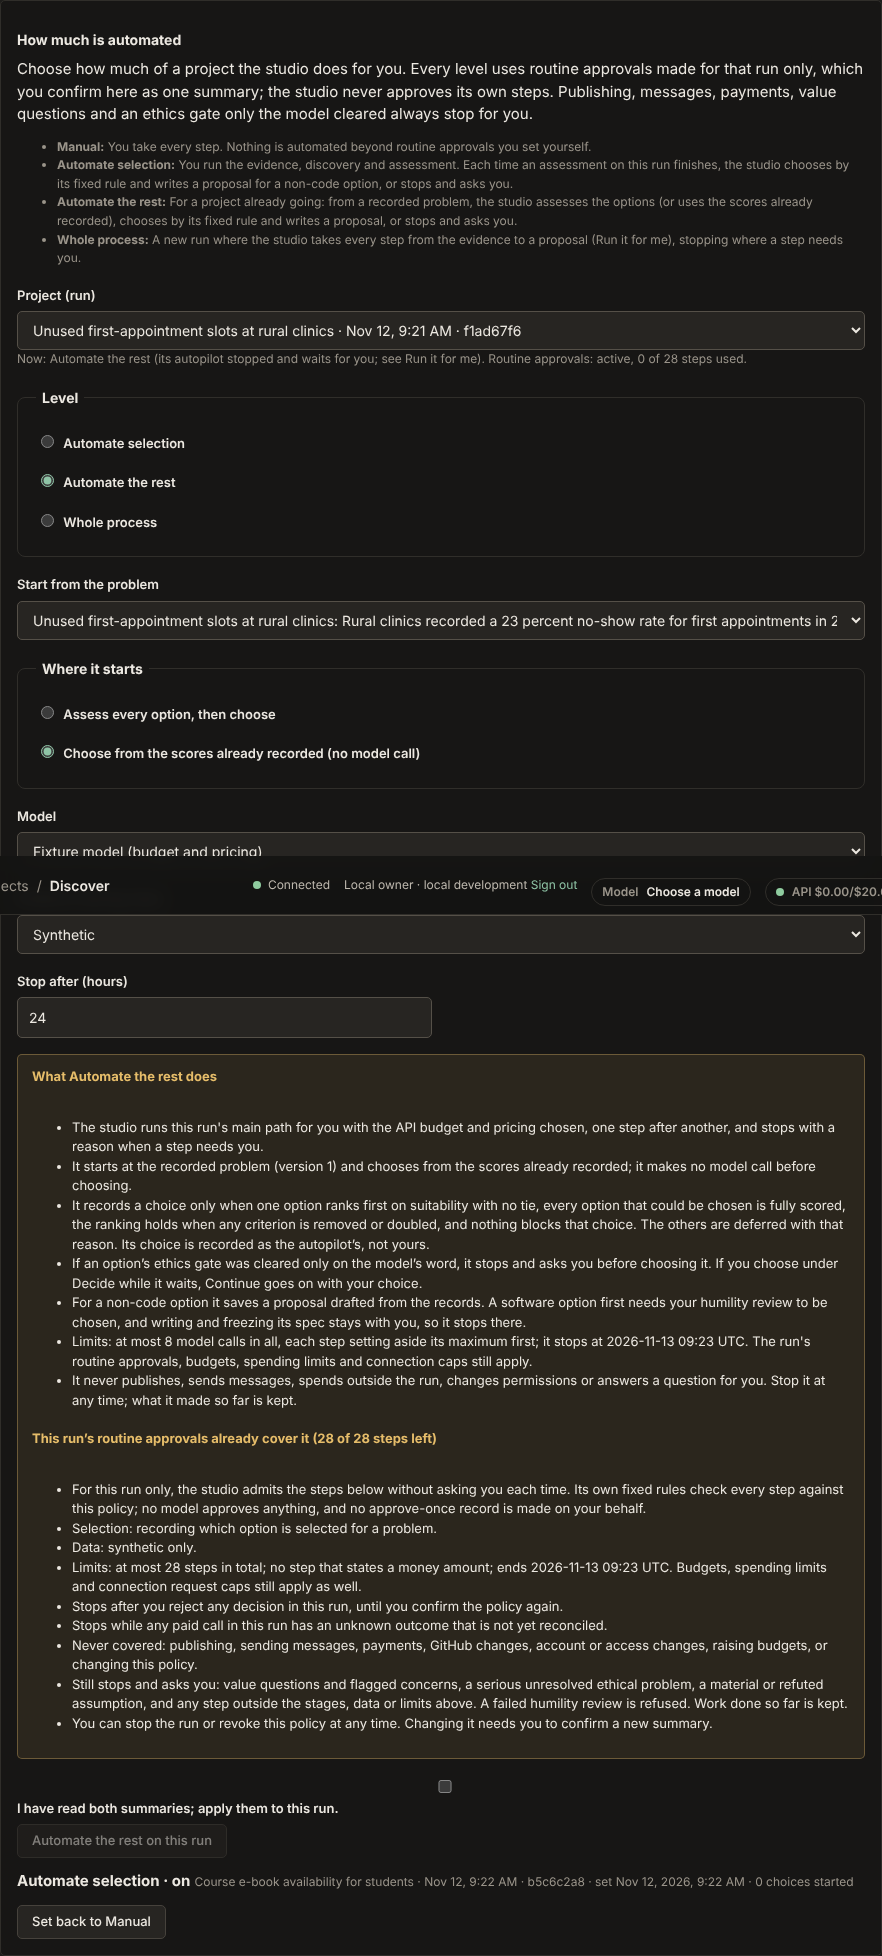 How much is automated
Choose how much of a project the studio does for you. Every level uses routine approvals made for that run only, which
you confirm here as one summary; the studio never approves its own steps. Publishing, messages, payments, value
questions and an ethics gate only the model cleared always stop for you.
• Manual: You take every step. Nothing is automated beyond routine approvals you set yourself.
• Automate selection: You run the evidence, discovery and assessment. Each time an assessment on this run finishes, the studio chooses by
its fixed rule and writes a proposal for a non-code option, or stops and asks you.
• Automate the rest: For a project already going: from a recorded problem, the studio assesses the options (or uses the scores already
recorded), chooses by its fixed rule and writes a proposal, or stops and asks you.
• Whole process: A new run where the studio takes every step from the evidence to a proposal (Run it for me), stopping where a step needs
you.
Project (run)
Unused first-appointment slots at rural clinics · Nov 12, 9:21 AM · f1ad67f6
Now: Automate the rest (its autopilot stopped and waits for you; see Run it for me). Routine approvals: active, 0 of 28 steps used.
Level
Automate selection
Automate the rest
Whole process
Start from the problem
Unused first-appointment slots at rural clinics: Rural clinics recorded a 23 percent no-show rate for first appointments in 2
Where it starts
Assess every option, then choose
Choose from the scores already recorded (no model call)
Model
Fixture model (budget and pricing)
ects / Discover Connected Local owner · local development Sign out Model Choose a model API $0.00/$20.
Synthetic
Stop after (hours)
24
What Automate the rest does
• The studio runs this run's main path for you with the API budget and pricing chosen, one step after another, and stops with a
reason when a step needs you.
• It starts at the recorded problem (version 1) and chooses from the scores already recorded; it makes no model call before
choosing.
• It records a choice only when one option ranks first on suitability with no tie, every option that could be chosen is fully scored,
the ranking holds when any criterion is removed or doubled, and nothing blocks that choice. The others are deferred with that
reason. Its choice is recorded as the autopilot’s, not yours.
• If an option’s ethics gate was cleared only on the model’s word, it stops and asks you before choosing it. If you choose under
Decide while it waits, Continue goes on with your choice.
• For a non-code option it saves a proposal drafted from the records. A software option first needs your humility review to be
chosen, and writing and freezing its spec stays with you, so it stops there.
• Limits: at most 8 model calls in all, each step setting aside its maximum first; it stops at 2026-11-13 09:23 UTC. The run's
routine approvals, budgets, spending limits and connection caps still apply.
• It never publishes, sends messages, spends outside the run, changes permissions or answers a question for you. Stop it at
any time; what it made so far is kept.
This run’s routine approvals already cover it (28 of 28 steps left)
• For this run only, the studio admits the steps below without asking you each time. Its own fixed rules check every step against
this policy; no model approves anything, and no approve-once record is made on your behalf.
• Selection: recording which option is selected for a problem.
• Data: synthetic only.
• Limits: at most 28 steps in total; no step that states a money amount; ends 2026-11-13 09:23 UTC. Budgets, spending limits
and connection request caps still apply as well.
• Stops after you reject any decision in this run, until you confirm the policy again.
• Stops while any paid call in this run has an unknown outcome that is not yet reconciled.
• Never covered: publishing, sending messages, payments, GitHub changes, account or access changes, raising budgets, or
changing this policy.
• Still stops and asks you: value questions and flagged concerns, a serious unresolved ethical problem, a material or refuted
assumption, and any step outside the stages, data or limits above. A failed humility review is refused. Work done so far is kept.
• You can stop the run or revoke this policy at any time. Changing it needs you to confirm a new summary.
I have read both summaries; apply them to this run.
Automate the rest on this run
Automate selection · on Course e-book availability for students · Nov 12, 9:22 AM · b5c6c2a8 · set Nov 12, 2026, 9:22 AM · 0 choices started
Set back to Manual